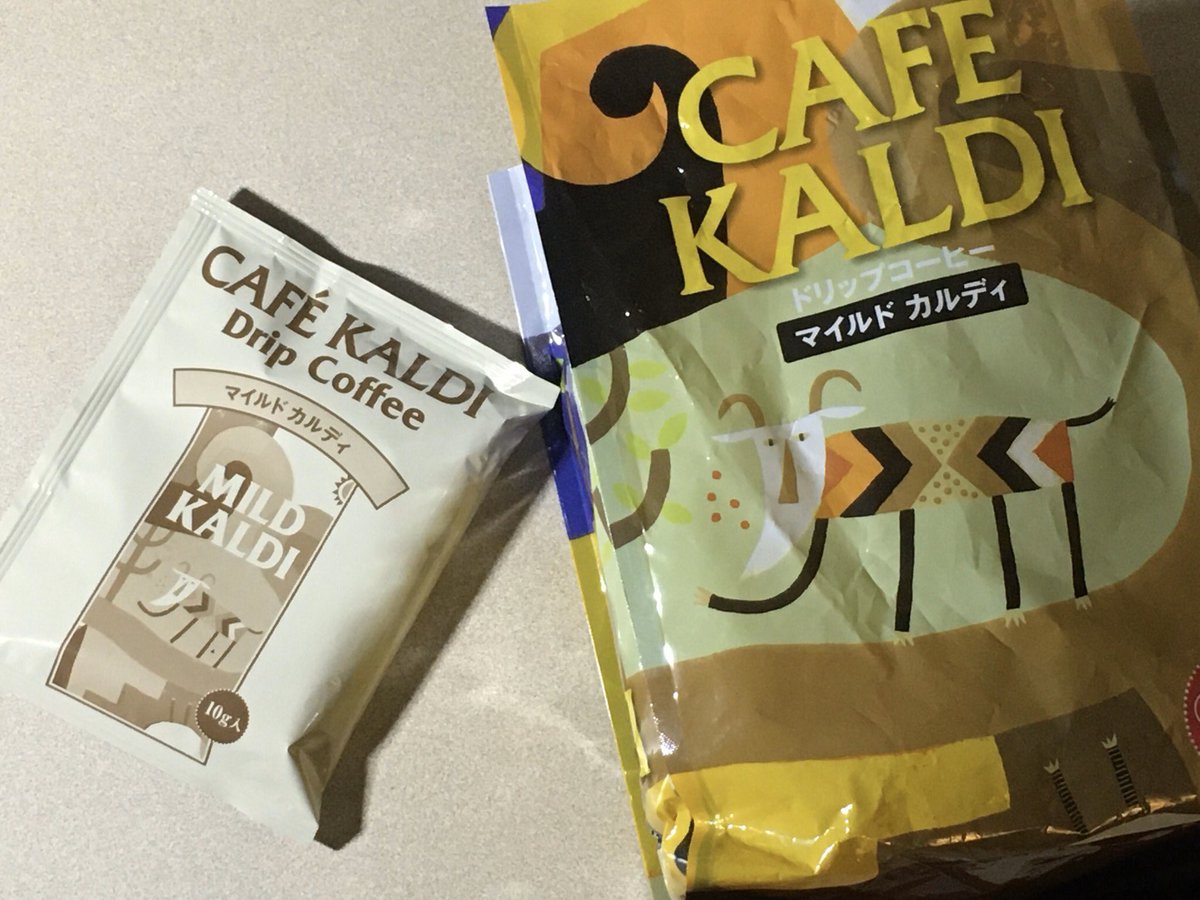 CAFÉ KALDI
Drip Coffee
マイルド カルディ
MILD
KALDI
10g入
CAFE
KALDI
ドリップコーヒー
マイルド カルディ